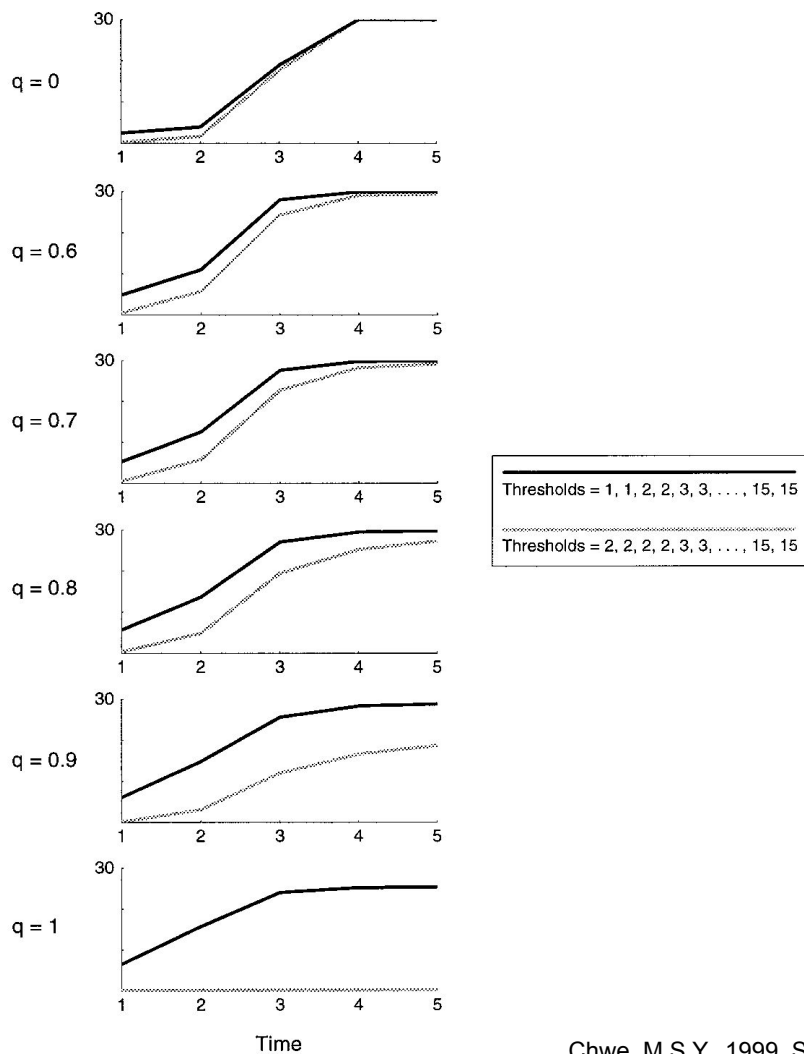 30
q = 0
1 2 3 4 5
30
q = 0.6
1 2 3 4 5
30
q = 0.7
1 2 3 4 5
Thresholds = 1, 1, 2, 2, 3, 3, . . . , 15, 15
Thresholds = 2, 2, 2, 2, 3, 3, . . . , 15, 15
30
q = 0.8
1 2 3 4 5
30
q = 0.9
1 2 3 4 5
30
q = 1
1 2 3 4 5
Time
Chwe, M.S.Y., 1999. S